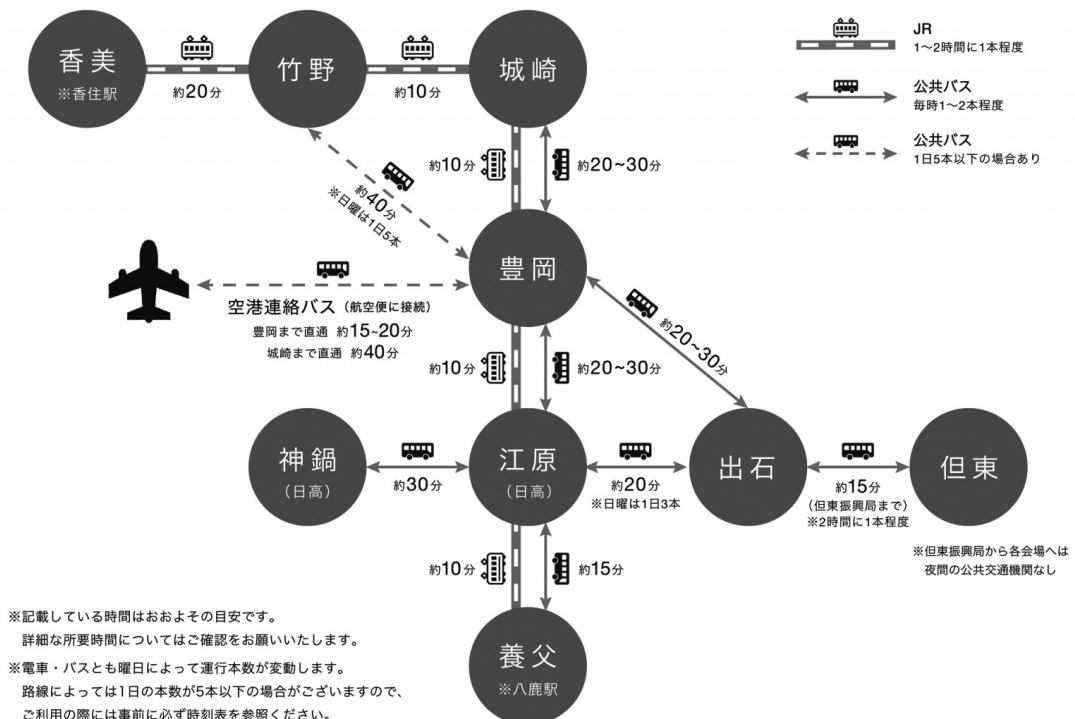 香美
※香住駅
約20分
竹野
約10分
城崎
JR
1〜2時間に1本程度
公共バス
毎時1〜2本程度
公共バス
1日5本以下の場合あり
約10分
約20~30分
約40分
※日曜は1日5本
豊岡
空港連絡バス（航空便に接続）
豊岡まで直通 約15~20分
城崎まで直通 約40分
約20~30分
約10分
約20~30分
神鍋
（日高）
約30分
江原
（日高）
約20分
※日曜は1日3本
出石
約15分
（但東振興局まで）
※2時間に1本程度
但東
※但東振興局から各会場へは
夜間の公共交通機関なし
約10分
約15分
養父
※八鹿駅
※記載している時間はおおよその目安です。
詳細な所要時間についてはご確認をお願いいたします。
※電車・バスとも曜日によって運行本数が変動します。
路線によっては1日の本数が5本以下の場合がございますので、
ご利用の際には事前に必ず時刻表を参照ください。